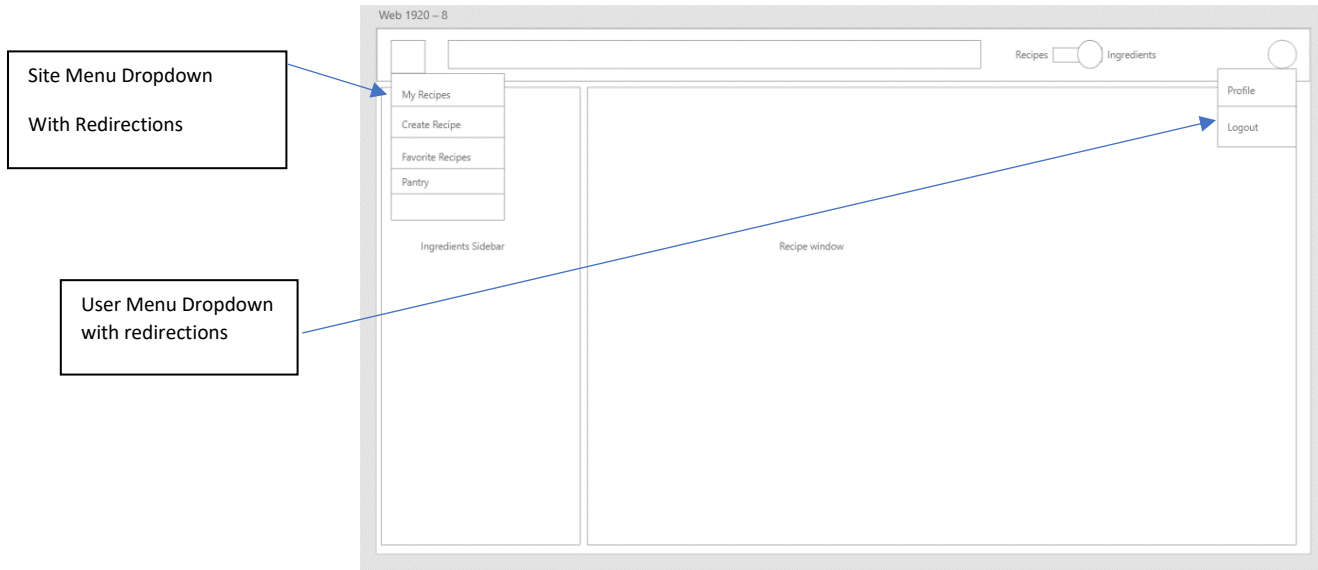 Web 1920 – 8
Site Menu Dropdown
With Redirections
Recipes
Ingredients
My Recipes
Create Recipe
Favorite Recipes
Pantry
Profile
Logout
Ingredients Sidebar
Recipe window
User Menu Dropdown
with redirections